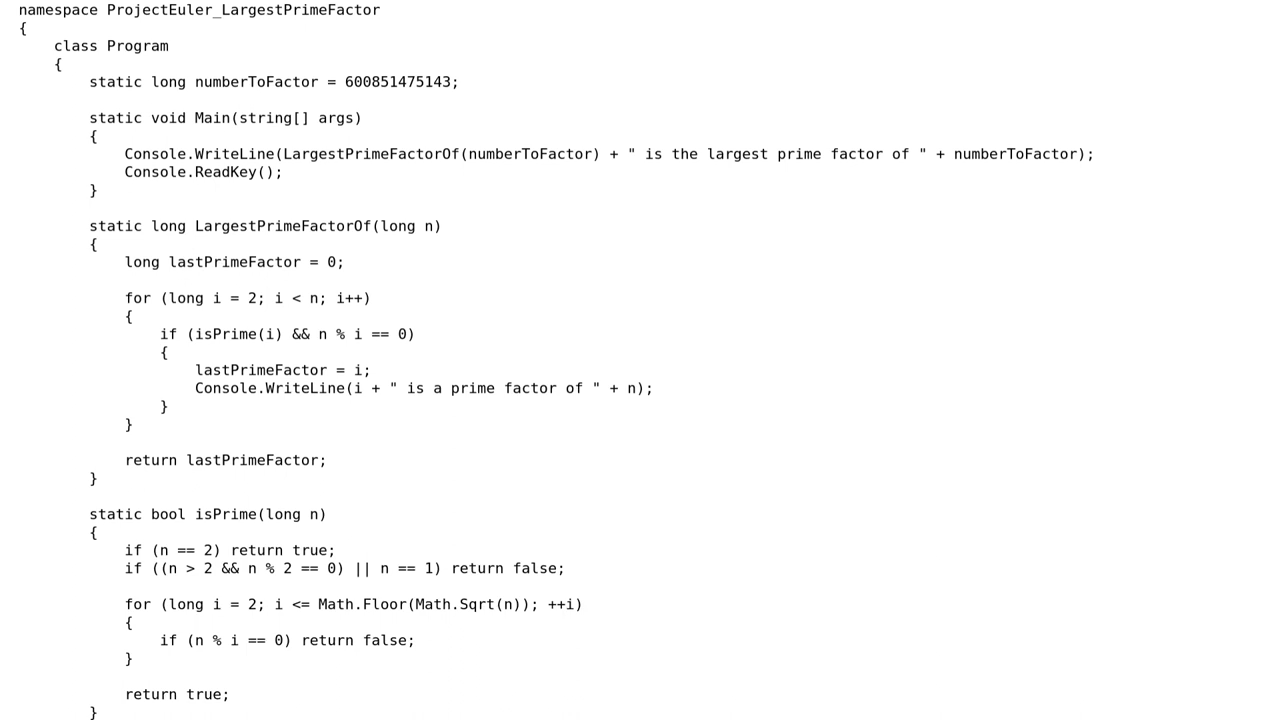 namespace ProjectEuler_LargestPrimeFactor
{
    class Program
    {
        static long numberToFactor = 600851475143;

        static void Main(string[] args)
        {
            Console.WriteLine(LargestPrimeFactorOf(numberToFactor) + " is the largest prime factor of " + numberToFactor);
            Console.ReadKey();
        }

        static long LargestPrimeFactorOf(long n)
        {
            long lastPrimeFactor = 0;

            for (long i = 2; i < n; i++)
            {
                if (isPrime(i) && n % i == 0)
                {
                    lastPrimeFactor = i;
                    Console.WriteLine(i + " is a prime factor of " + n);
                }
            }

            return lastPrimeFactor;
        }

        static bool isPrime(long n)
        {
            if (n == 2) return true;
            if ((n > 2 && n % 2 == 0) || n == 1) return false;

            for (long i = 2; i <= Math.Floor(Math.Sqrt(n)); ++i)
            {
                if (n % i == 0) return false;
            }

            return true;
        }